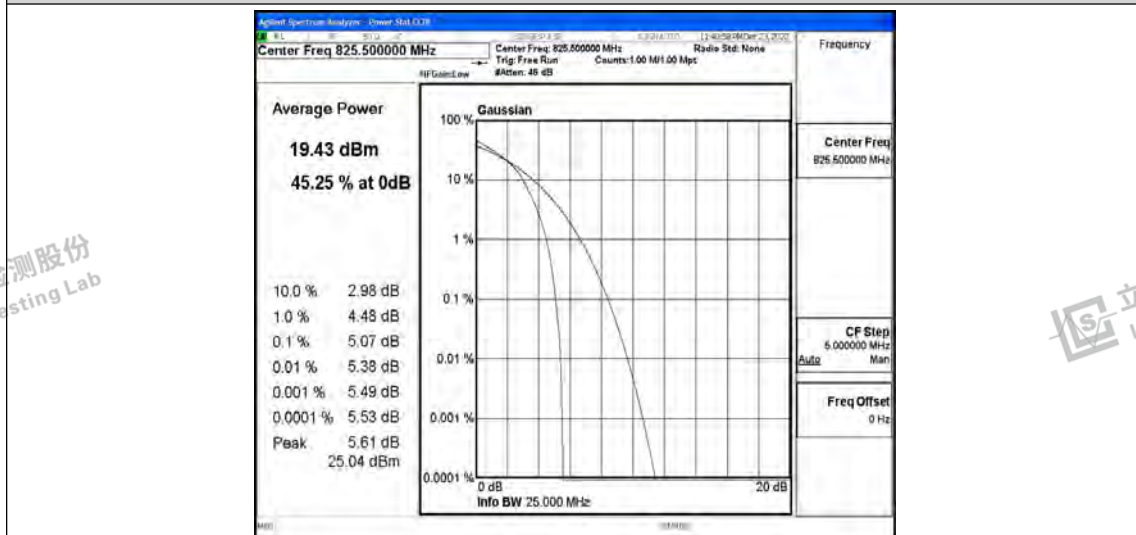 Agilent Spectrum Analyzer - Power Stat CCDF
Center Freq 825.500000 MHz
Center Freq: 825.500000 MHz
Radio Std: None
Trig: Free Run
Counts:1.00 M/1.00 Mpt
#IFGain:Low
#Atten: 46 dB
Average Power
19.43 dBm
45.25 % at 0dB
10.0 % 2.98 dB
1.0 % 4.48 dB
0.1 % 5.07 dB
0.01 % 5.38 dB
0.001 % 5.49 dB
0.0001 % 5.53 dB
Peak 5.61 dB
25.04 dBm
Gaussian
100 %
10 %
1 %
0.1 %
0.01 %
0.001 %
0.0001 %
0 dB
20 dB
Info BW 25.000 MHz
Frequency
Center Freq
825.500000 MHz
CF Step
5.000000 MHz
Auto Man
Freq Offset
0 Hz
测股份
esting Lab
立